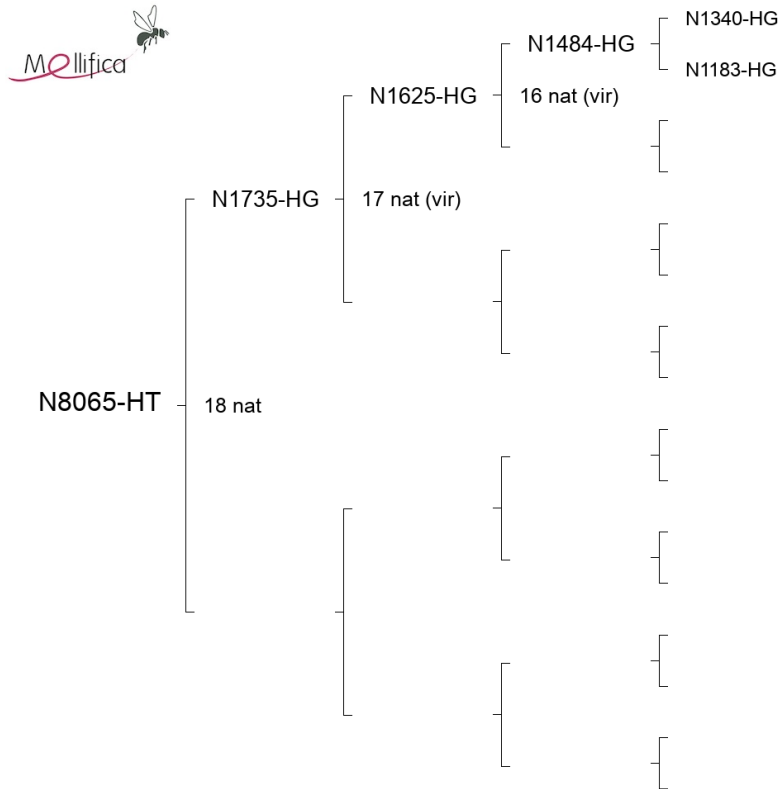 Mellifica
N1340-HG
N1484-HG
N1183-HG
N1625-HG
16 nat (vir)
N1735-HG
17 nat (vir)
N8065-HT
18 nat